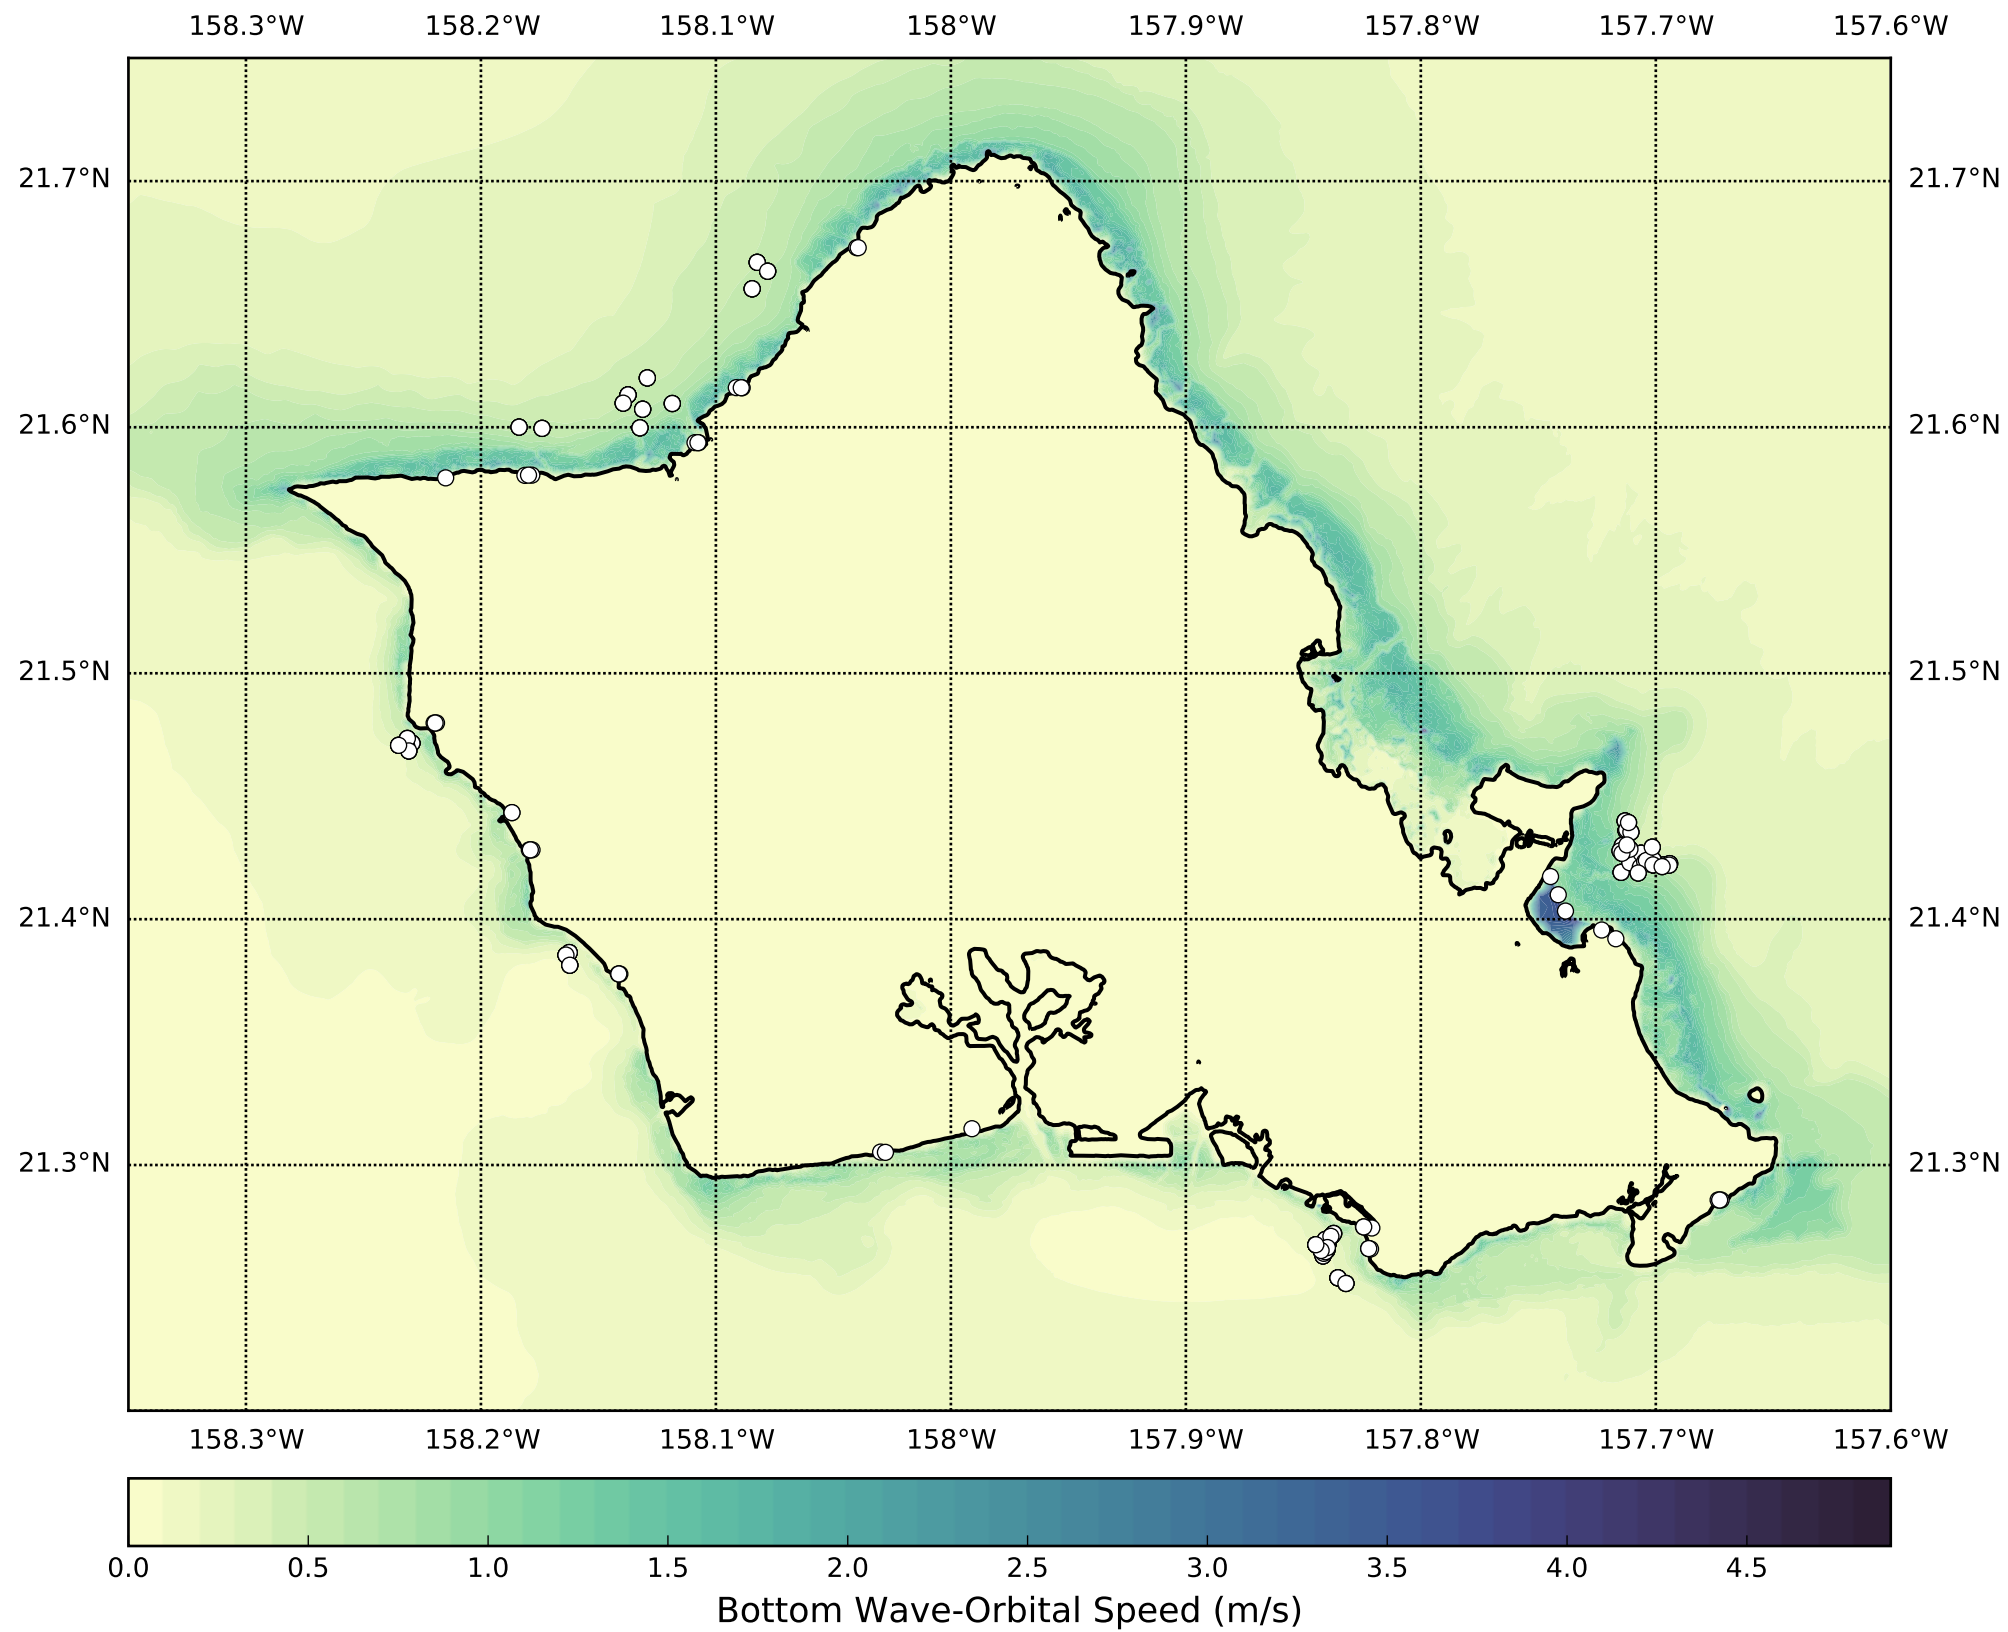 158.3°W 158.2°W 158.1°W 158°W 157.9°W 157.8°W 157.7°W 157.6°W
21.7°N 21.7°N
21.6°N 21.6°N
21.5°N 21.5°N
21.4°N 21.4°N
21.3°N 21.3°N
158.3°W 158.2°W 158.1°W 158°W 157.9°W 157.8°W 157.7°W 157.6°W
0.0 0.5 1.0 1.5 2.0 2.5 3.0 3.5 4.0 4.5
Bottom Wave-Orbital Speed (m/s)